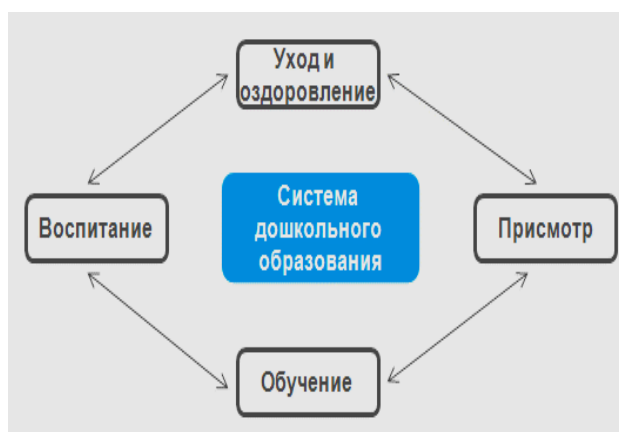 Уход и
оздоровление
Воспитание
Система
дошкольного
образования
Присмотр
Обучение